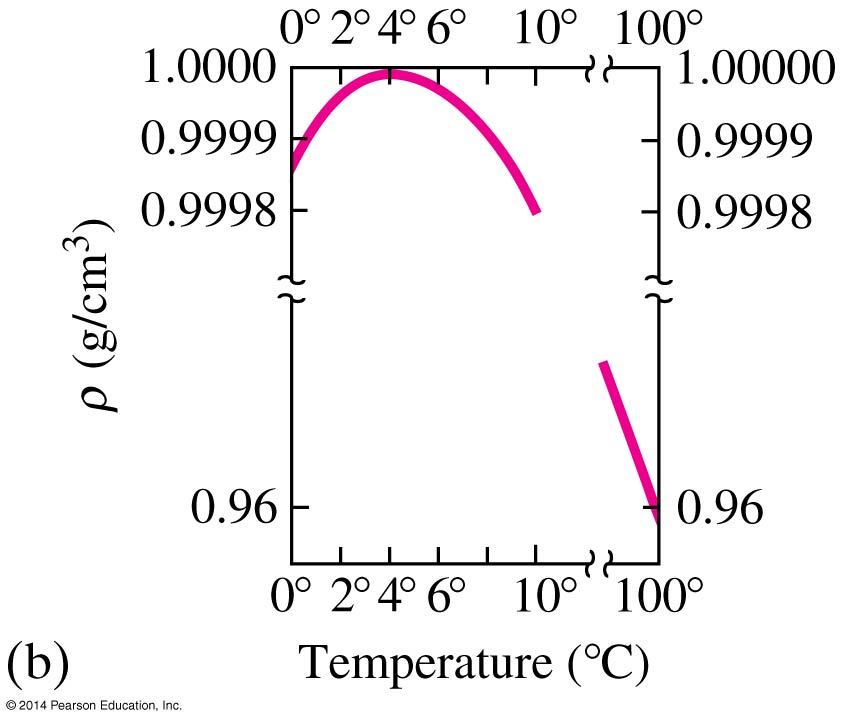 0° 2° 4° 6° 10° 100°
1.0000 1.00000
0.9999 0.9999
0.9998 0.9998
ρ (g/cm³)
0.96 0.96
0° 2° 4° 6° 10° 100°
(b) Temperature (°C)
© 2014 Pearson Education, Inc.